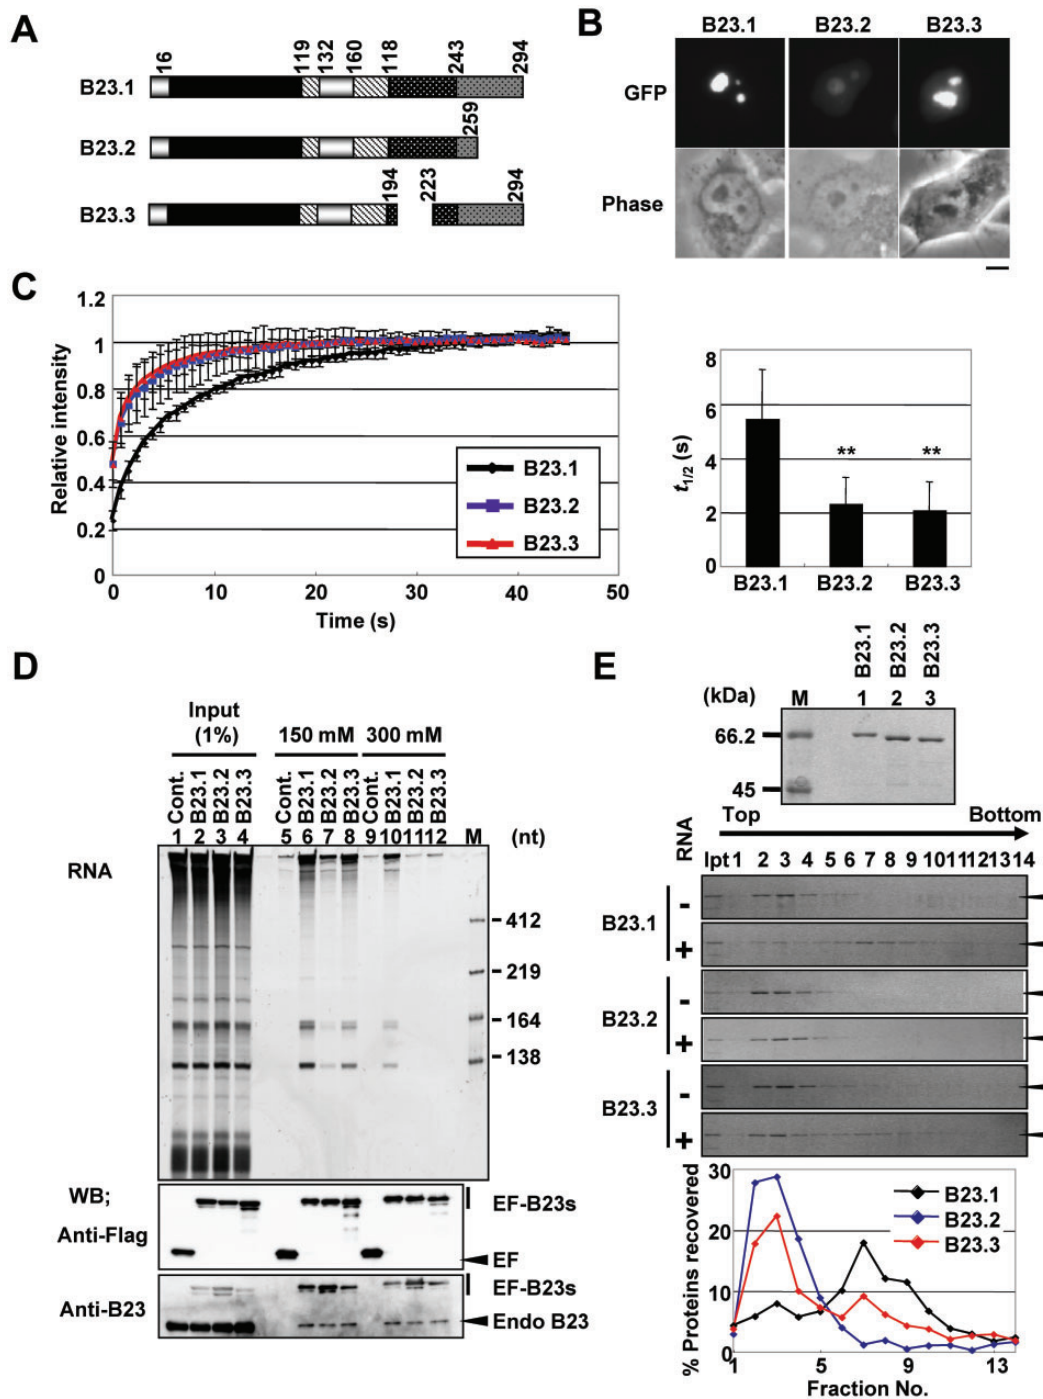 A
16 119 132 160 118 243 294
B23.1
259
B23.2
194 223 294
B23.3
B
B23.1 B23.2 B23.3
GFP
Phase
C
1.2
1
0.8
0.6
0.4
0.2
0
Relative intensity
B23.1
B23.2
B23.3
0 10 20 30 40 50
Time (s)
8
6
4
2
0
t1/2 (s)
** **
B23.1 B23.2 B23.3
D
Input (1%) 150 mM 300 mM
Cont. B23.1 B23.2 B23.3 Cont. B23.1 B23.2 B23.3 Cont. B23.1 B23.2 B23.3
1 2 3 4 5 6 7 8 9 10 11 12 M (nt)
RNA
412
219
164
138
WB;
Anti-Flag
EF-B23s
EF
Anti-B23
EF-B23s
Endo B23
E
B23.1 B23.2 B23.3
(kDa) M 1 2 3
66.2
45
Top Bottom
RNA
Ipt 1 2 3 4 5 6 7 8 9 10 11 12 13 14
B23.1 - +
B23.2 - +
B23.3 - +
30
20
10
0
% Proteins recovered
B23.1
B23.2
B23.3
1 5 9 13
Fraction No.